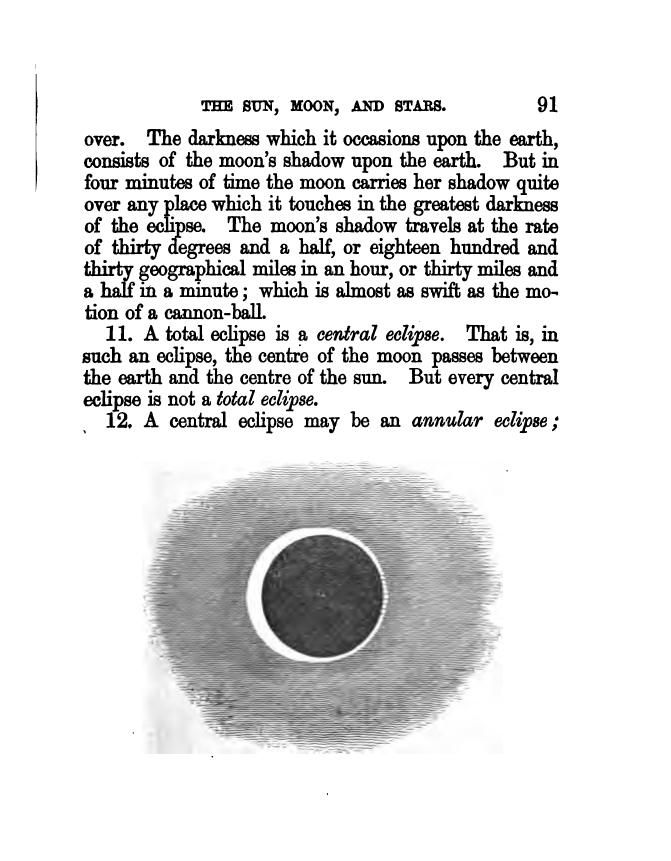 THE SUN, MOON, AND STARS. 91
over. The darkness which it occasions upon the earth,
consists of the moon's shadow upon the earth. But in
four minutes of time the moon carries her shadow quite
over any place which it touches in the greatest darkness
of the eclipse. The moon's shadow travels at the rate
of thirty degrees and a half, or eighteen hundred and
thirty geographical miles in an hour, or thirty miles and
a half in a minute; which is almost as swift as the mo-
tion of a cannon-ball.
11. A total eclipse is a central eclipse. That is, in
such an eclipse, the centre of the moon passes between
the earth and the centre of the sun. But every central
eclipse is not a total eclipse.
12. A central eclipse may be an annular eclipse;